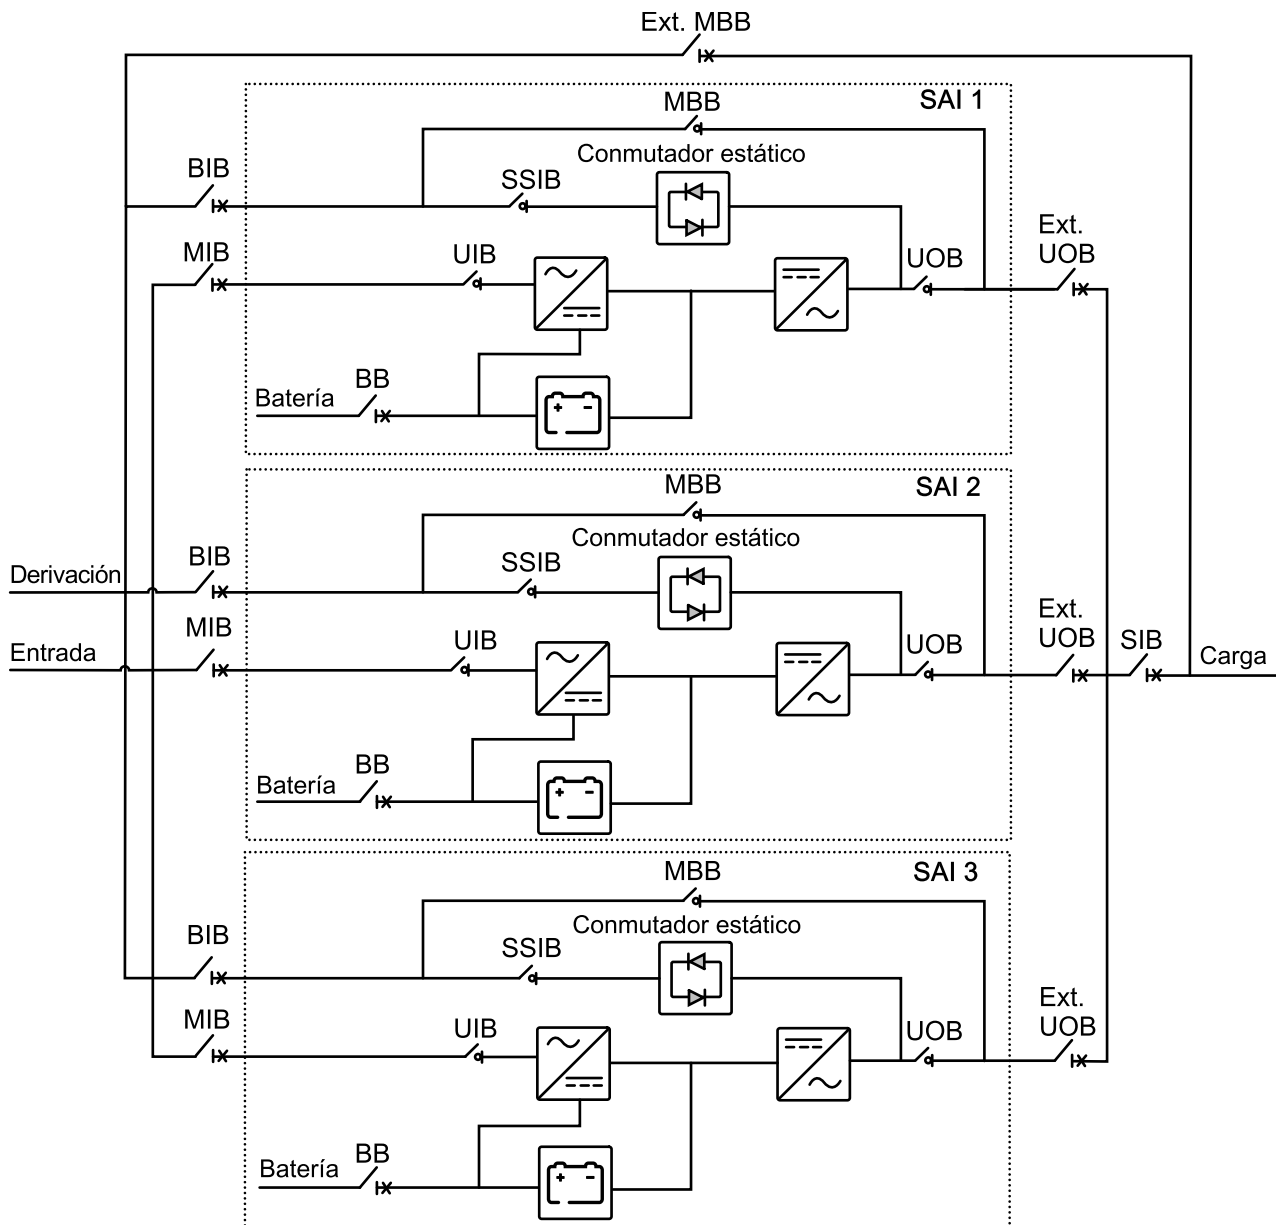 Ext. MBB
SAI 1
MBB
Conmutador estático
BIB
SSIB
Ext.
UOB
MIB
UIB
UOB
BB
Batería
SAI 2
MBB
Conmutador estático
BIB
SSIB
Derivación
Ext.
UOB
MIB
UIB
UOB
SIB
Entrada
Carga
BB
Batería
SAI 3
MBB
Conmutador estático
BIB
SSIB
Ext.
UOB
MIB
UIB
UOB
BB
Batería